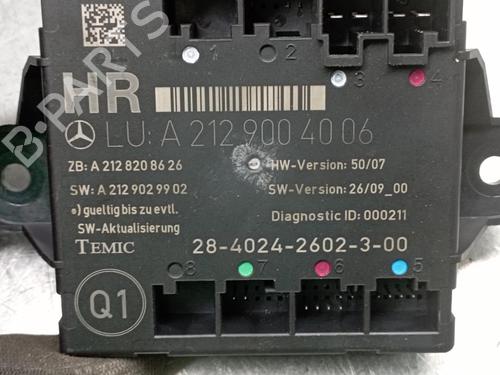 1 2 3 4
HR
LU: A 212 900 40 06
ZB: A 212 820 86 26
HW-Version: 50/07
SW: A 212 902 99 02
SW-Version: 26/09_00
•) gueltig bis zu evtl.
SW-Aktualisierung
Diagnostic ID: 000211
TEMIC
28-4024-2602-3-00
8 7 6 5
Q1
B-PARTS